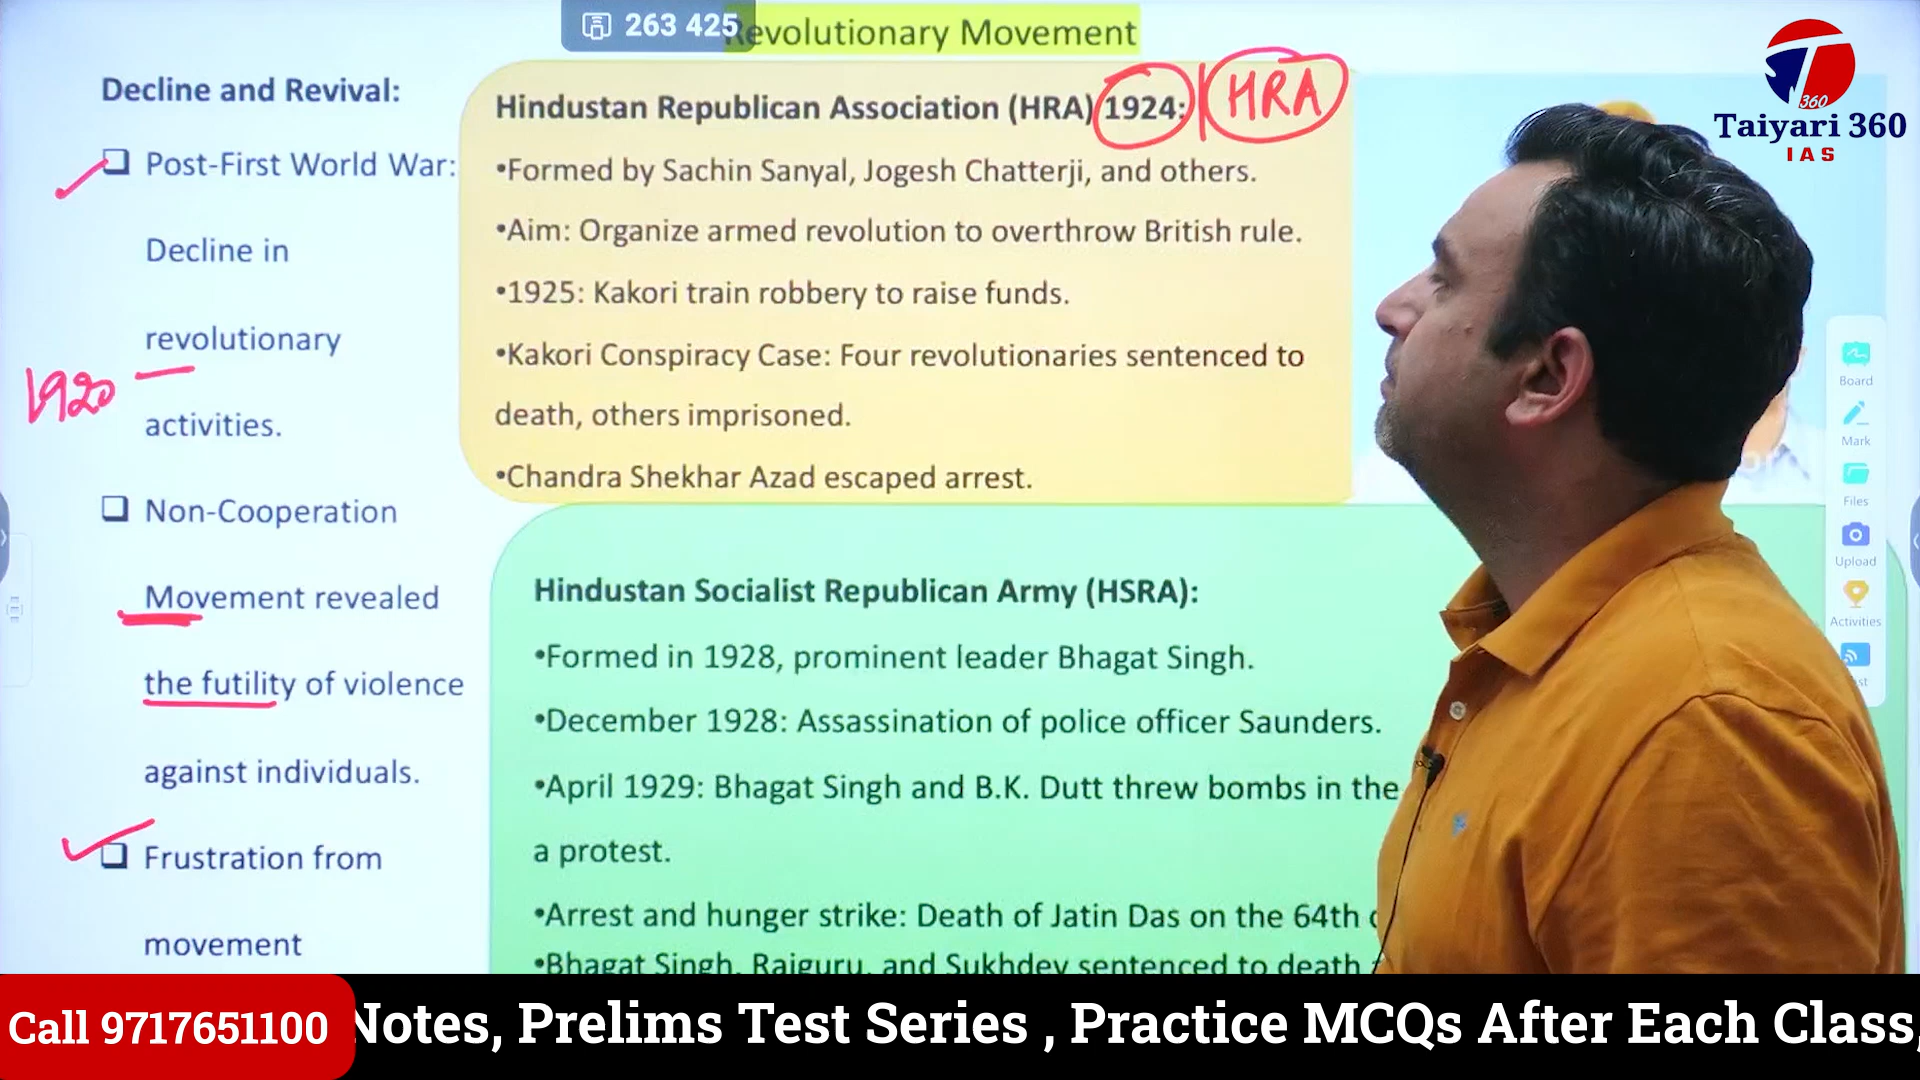 263 425
evolutionary Movement
Decline and Revival:
Post-First World War:
Decline in
revolutionary
activities.
1920
Non-Cooperation
Movement revealed
the futility of violence
against individuals.
Frustration from
movement
Hindustan Republican Association (HRA) 1924:
HRA
•Formed by Sachin Sanyal, Jogesh Chatterji, and others.
•Aim: Organize armed revolution to overthrow British rule.
•1925: Kakori train robbery to raise funds.
•Kakori Conspiracy Case: Four revolutionaries sentenced to
death, others imprisoned.
•Chandra Shekhar Azad escaped arrest.
Hindustan Socialist Republican Army (HSRA):
•Formed in 1928, prominent leader Bhagat Singh.
•December 1928: Assassination of police officer Saunders.
•April 1929: Bhagat Singh and B.K. Dutt threw bombs in the
a protest.
•Arrest and hunger strike: Death of Jatin Das on the 64th
•Bhagat Singh, Rajguru, and Sukhdev sentenced to death
T
360
Taiyari 360
IAS
Board
Mark
Files
Upload
Activities
Call 9717651100
Notes, Prelims Test Series , Practice MCQs After Each Class,